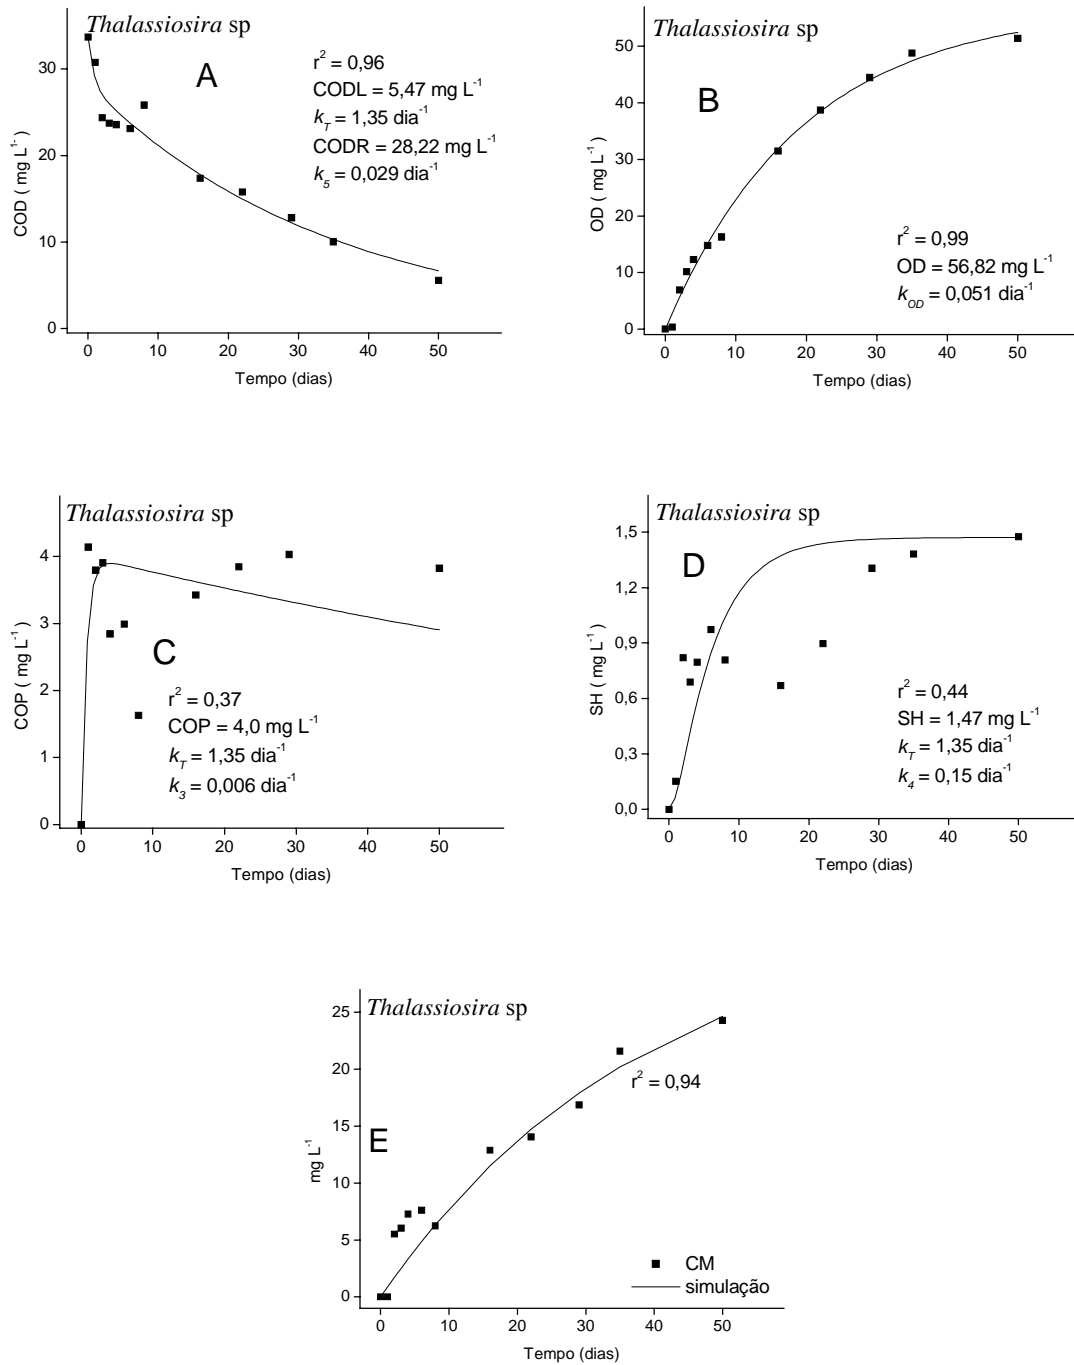 Thalassiosira sp
A
r² = 0,96
CODL = 5,47 mg L⁻¹
k_T = 1,35 dia⁻¹
CODR = 28,22 mg L⁻¹
k_5 = 0,029 dia⁻¹
COD ( mg L¹⁻ )
30
20
10
0
0 10 20 30 40 50
Tempo (dias)
Thalassiosira sp
B
r² = 0,99
OD = 56,82 mg L⁻¹
k_OD = 0,051 dia⁻¹
OD ( mg L⁻¹ )
50
40
30
20
10
0
0 10 20 30 40 50
Tempo (dias)
Thalassiosira sp
C
r² = 0,37
COP = 4,0 mg L⁻¹
k_T = 1,35 dia⁻¹
k_3 = 0,006 dia⁻¹
COP ( mg L⁻¹ )
4
3
2
1
0
0 10 20 30 40 50
Tempo (dias)
Thalassiosira sp
D
r² = 0,44
SH = 1,47 mg L⁻¹
k_T = 1,35 dia⁻¹
k_4 = 0,15 dia⁻¹
SH ( mg L⁻¹ )
1,5
1,2
0,9
0,6
0,3
0,0
0 10 20 30 40 50
Tempo (dias)
Thalassiosira sp
E
r² = 0,94
CM
simulação
mg L⁻¹
25
20
15
10
5
0
0 10 20 30 40 50
Tempo (dias)